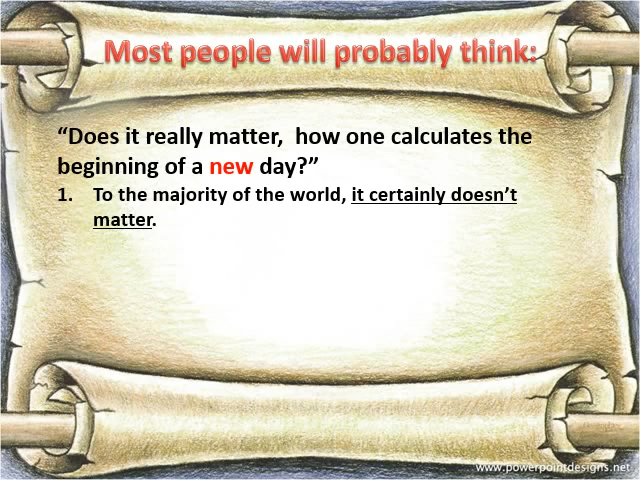 Most people will probably think:
“Does it really matter,  how one calculates the
beginning of a new day?”
1. To the majority of the world, it certainly doesn’t
matter.
www.powerpointdesigns.net